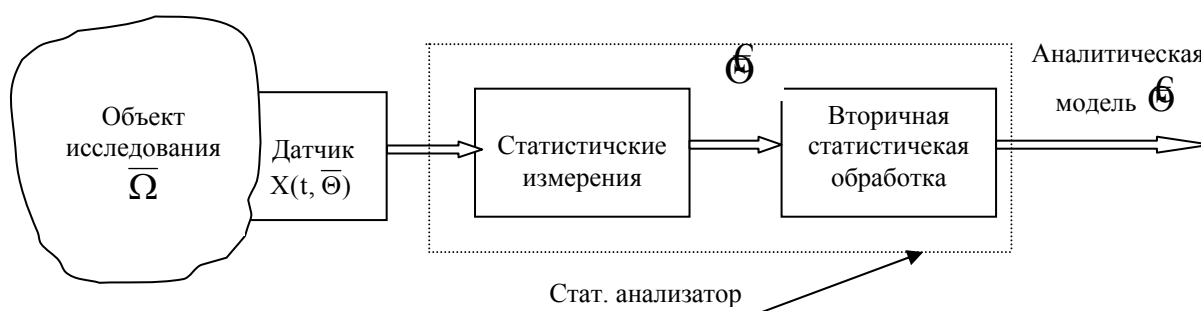 Объект
исследования
Ω̅
Датчик
X(t, Θ̅)
Статистичские
измерения
Вторичная
статистичекая
обработка
Аналитическая
модель
Стат. анализатор